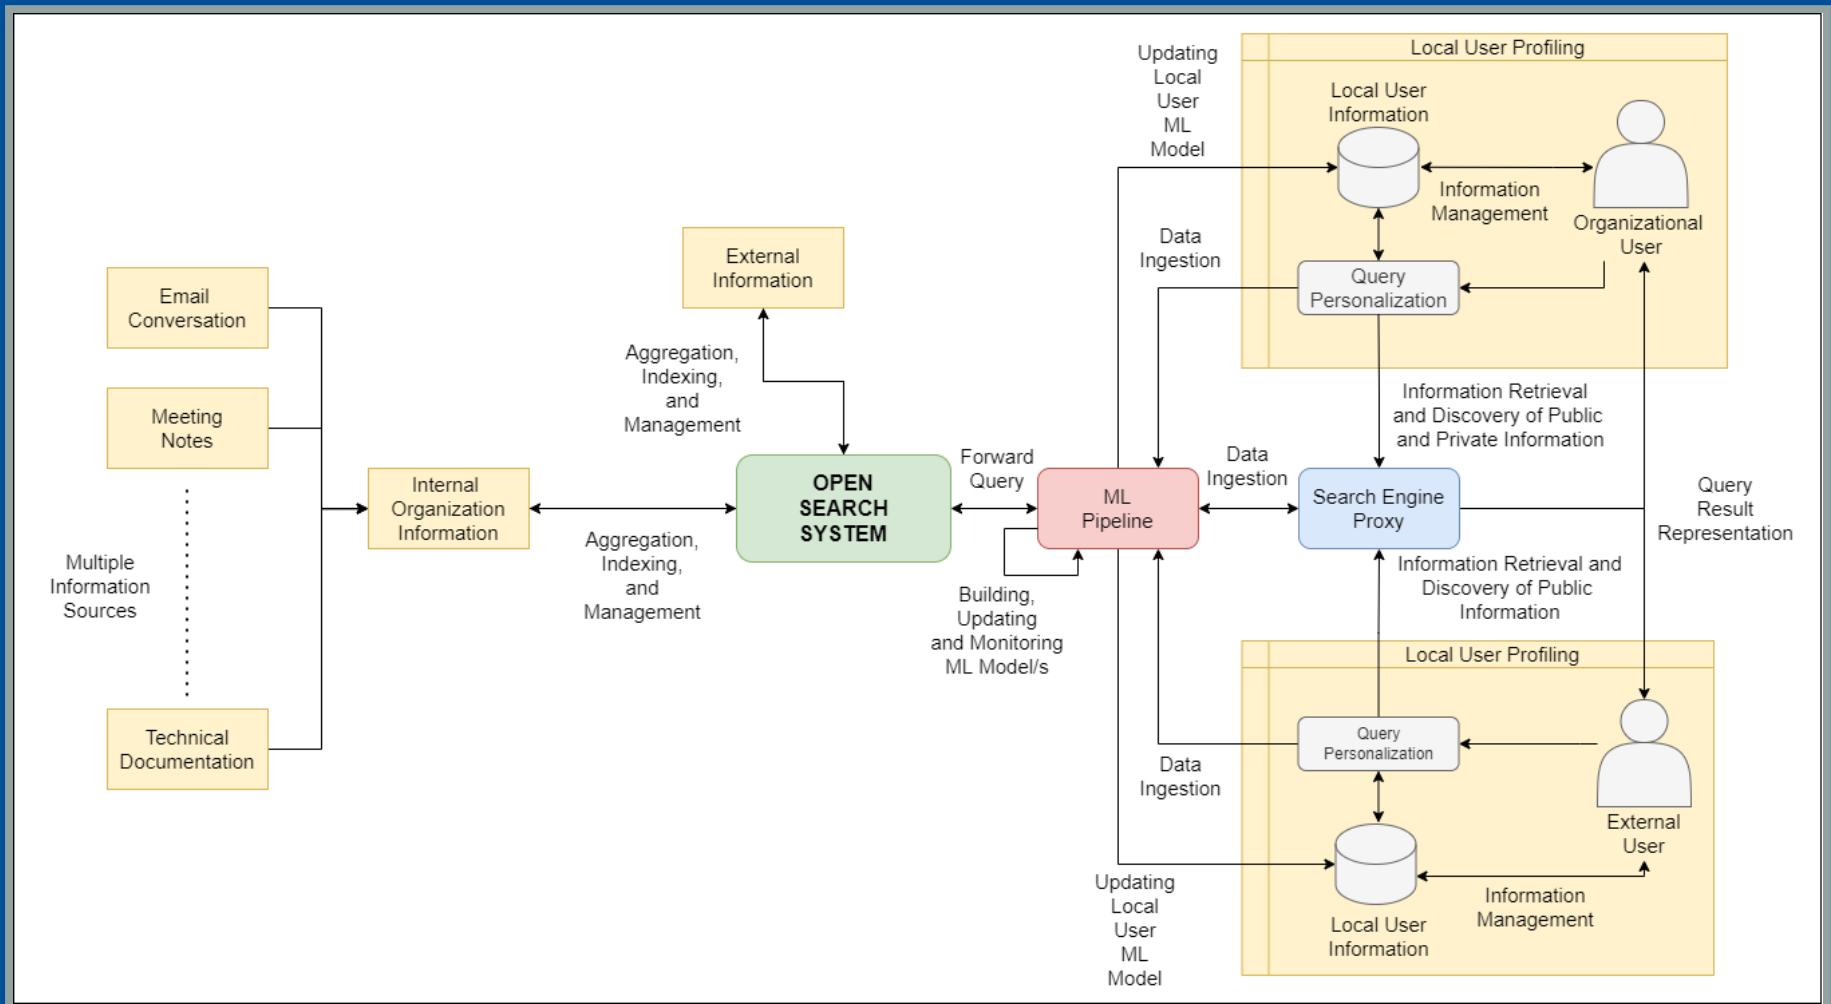 Email
Conversation
Meeting
Notes
Multiple
Information
Sources
Technical
Documentation
Internal
Organization
Information
External
Information
Aggregation,
Indexing,
and
Management
Aggregation,
Indexing,
and
Management
OPEN
SEARCH
SYSTEM
Forward
Query
ML
Pipeline
Building,
Updating
and Monitoring
ML Model/s
Updating
Local
User
ML
Model
Data
Ingestion
Data
Ingestion
Search Engine
Proxy
Local User Profiling
Local User
Information
Information
Management
Organizational
User
Query
Personalization
Information Retrieval
and Discovery of Public
and Private Information
Query
Result
Representation
Information Retrieval and
Discovery of Public
Information
Local User Profiling
Query
Personalization
Data
Ingestion
External
User
Information
Management
Local User
Information
Updating
Local
User
ML
Model